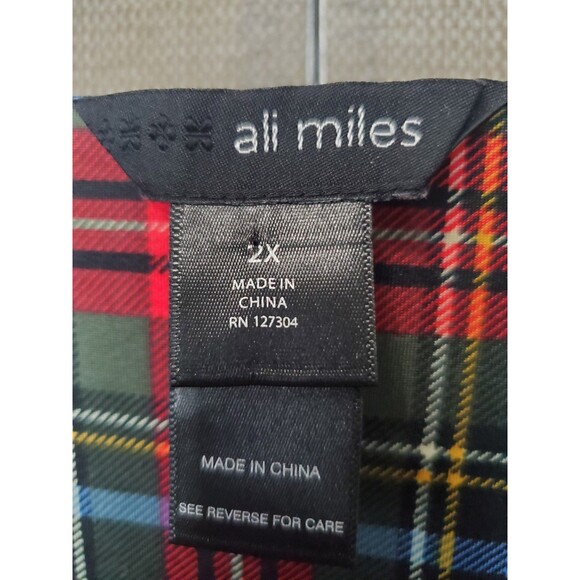 ali miles
2X
MADE IN
CHINA
RN 127304
MADE IN CHINA
SEE REVERSE FOR CARE